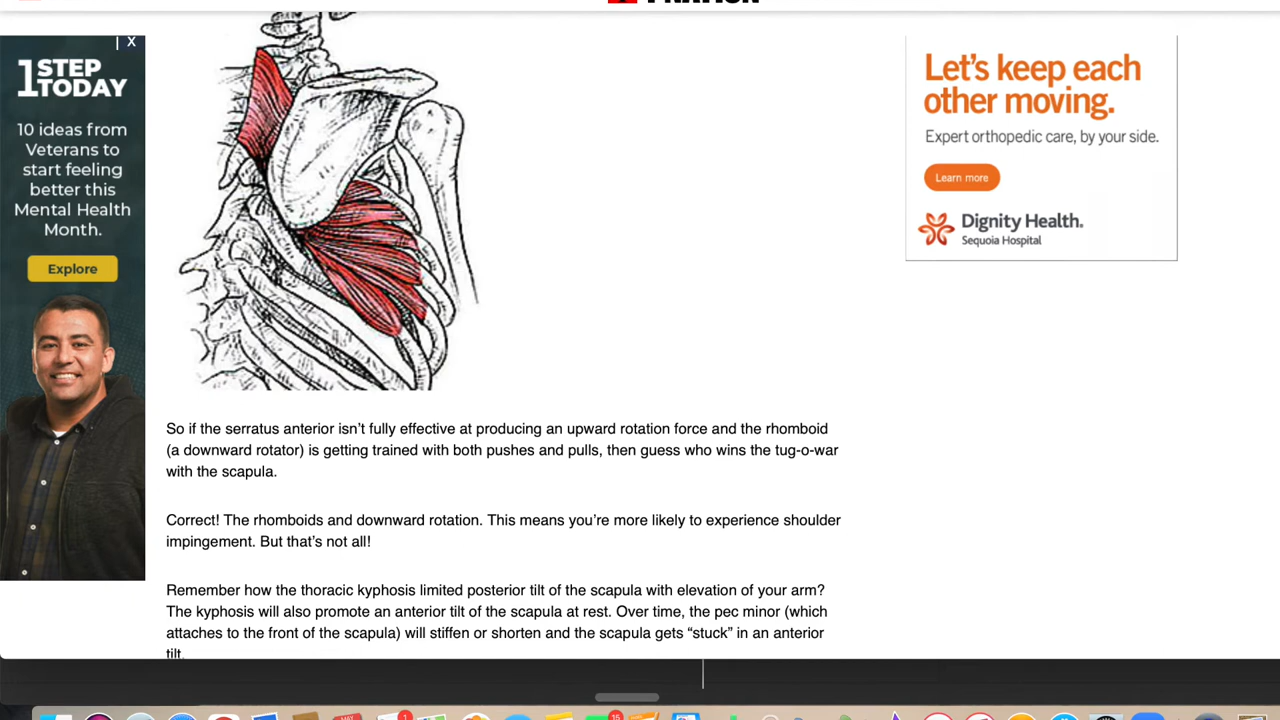 | X
1 STEP
TODAY
10 ideas from
Veterans to
start feeling
better this
Mental Health
Month.
Explore
Let's keep each
other moving.
Expert orthopedic care, by your side.
Learn more
Dignity Health.
Sequoia Hospital
So if the serratus anterior isn't fully effective at producing an upward rotation force and the rhomboid
(a downward rotator) is getting trained with both pushes and pulls, then guess who wins the tug-o-war
with the scapula.
Correct! The rhomboids and downward rotation. This means you're more likely to experience shoulder
impingement. But that's not all!
Remember how the thoracic kyphosis limited posterior tilt of the scapula with elevation of your arm?
The kyphosis will also promote an anterior tilt of the scapula at rest. Over time, the pec minor (which
attaches to the front of the scapula) will stiffen or shorten and the scapula gets “stuck” in an anterior
tilt.
1
15